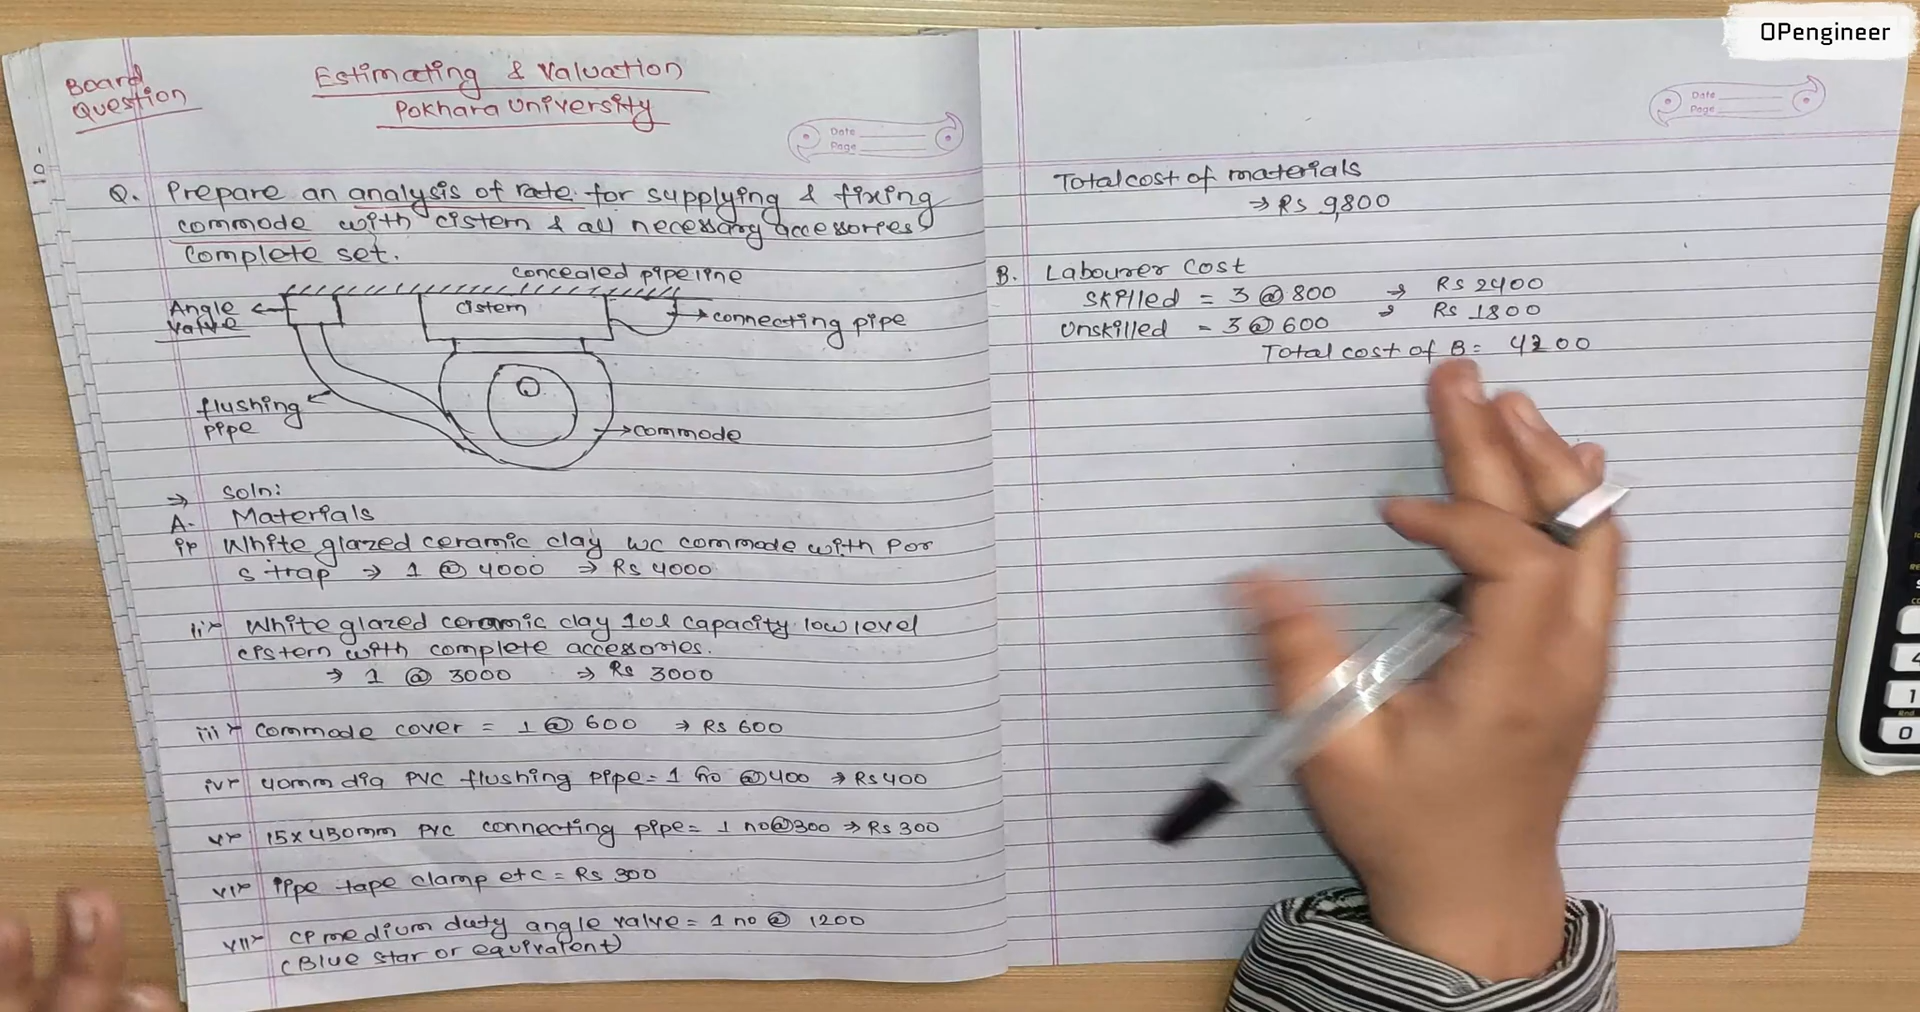 OPengineer
Board
Question
Estimating & Valuation
Pokhara University
Date
Page
Q. Prepare an analysis of rate for supplying & fixing
commode with cistern & all necessary accessories
complete set.
concealed pipeline
Angle
valve
cistern
connecting pipe
flushing
pipe
commode
Soln:
A. Materials
i) White glazed ceramic clay wc commode with P or
S trap → 1 @ 4000 → Rs 4000
ii) White glazed ceramic clay 10l capacity low level
cistern with complete accessories.
→ 1 @ 3000 → Rs 3000
iii) commode cover = 1 @ 600 → Rs 600
iv) 40mm dia PVC flushing pipe = 1 no @ 400 → Rs 400
v) 15x450mm PVC connecting pipe = 1 no @ 300 → Rs 300
vi) Pipe tape clamp etc = Rs 300
vii) CP medium duty angle valve = 1 no @ 1200
(Blue star or equivalent)
Date
Page
Total cost of materials
→ Rs 9,800
B. Labourer cost
Skilled = 3 @ 800 → Rs 2400
Unskilled = 3 @ 600 → Rs 1800
Total cost of B = 4200
4
1
0